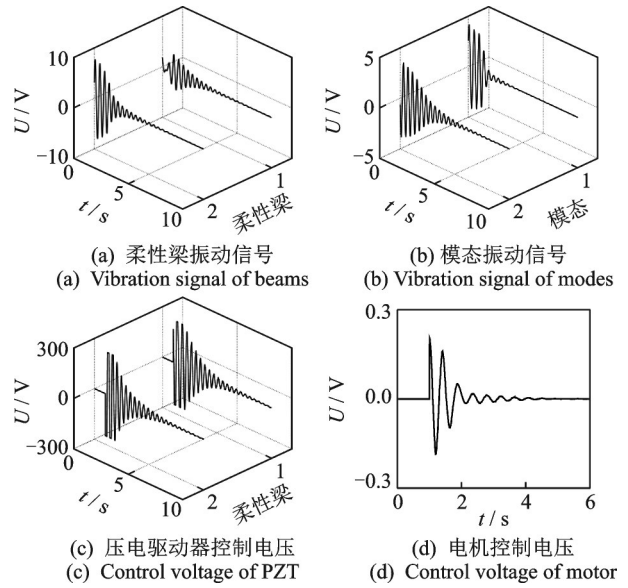 10
0
−10
U / V
0
5
10
t / s
2
1
柔性梁
(a) 柔性梁振动信号
(a) Vibration signal of beams
5
0
−5
U / V
0
5
10
t / s
2
1
模态
(b) 模态振动信号
(b) Vibration signal of modes
300
0
−300
U / V
0
5
10
t / s
2
1
柔性梁
(c) 压电驱动器控制电压
(c) Control voltage of PZT
0.3
0.0
−0.3
U / V
0 2 4 6
t / s
(d) 电机控制电压
(d) Control voltage of motor